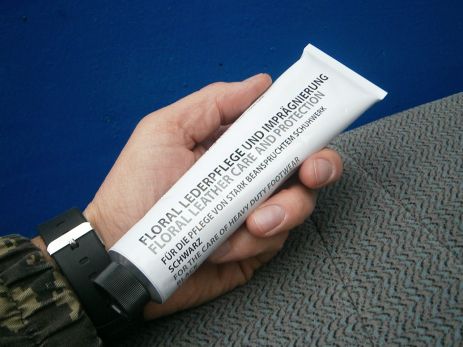 FLORAL LEDERPFLEGE UND IMPRÄGNIERUNG
FLORAL LEATHER CARE AND PROTECTION
FÜR DIE PFLEGE VON STARK BEANSPRUCHTEM SCHUHWERK
SCHWARZ
FOR THE CARE OF HEAVY DUTY FOOTWEAR